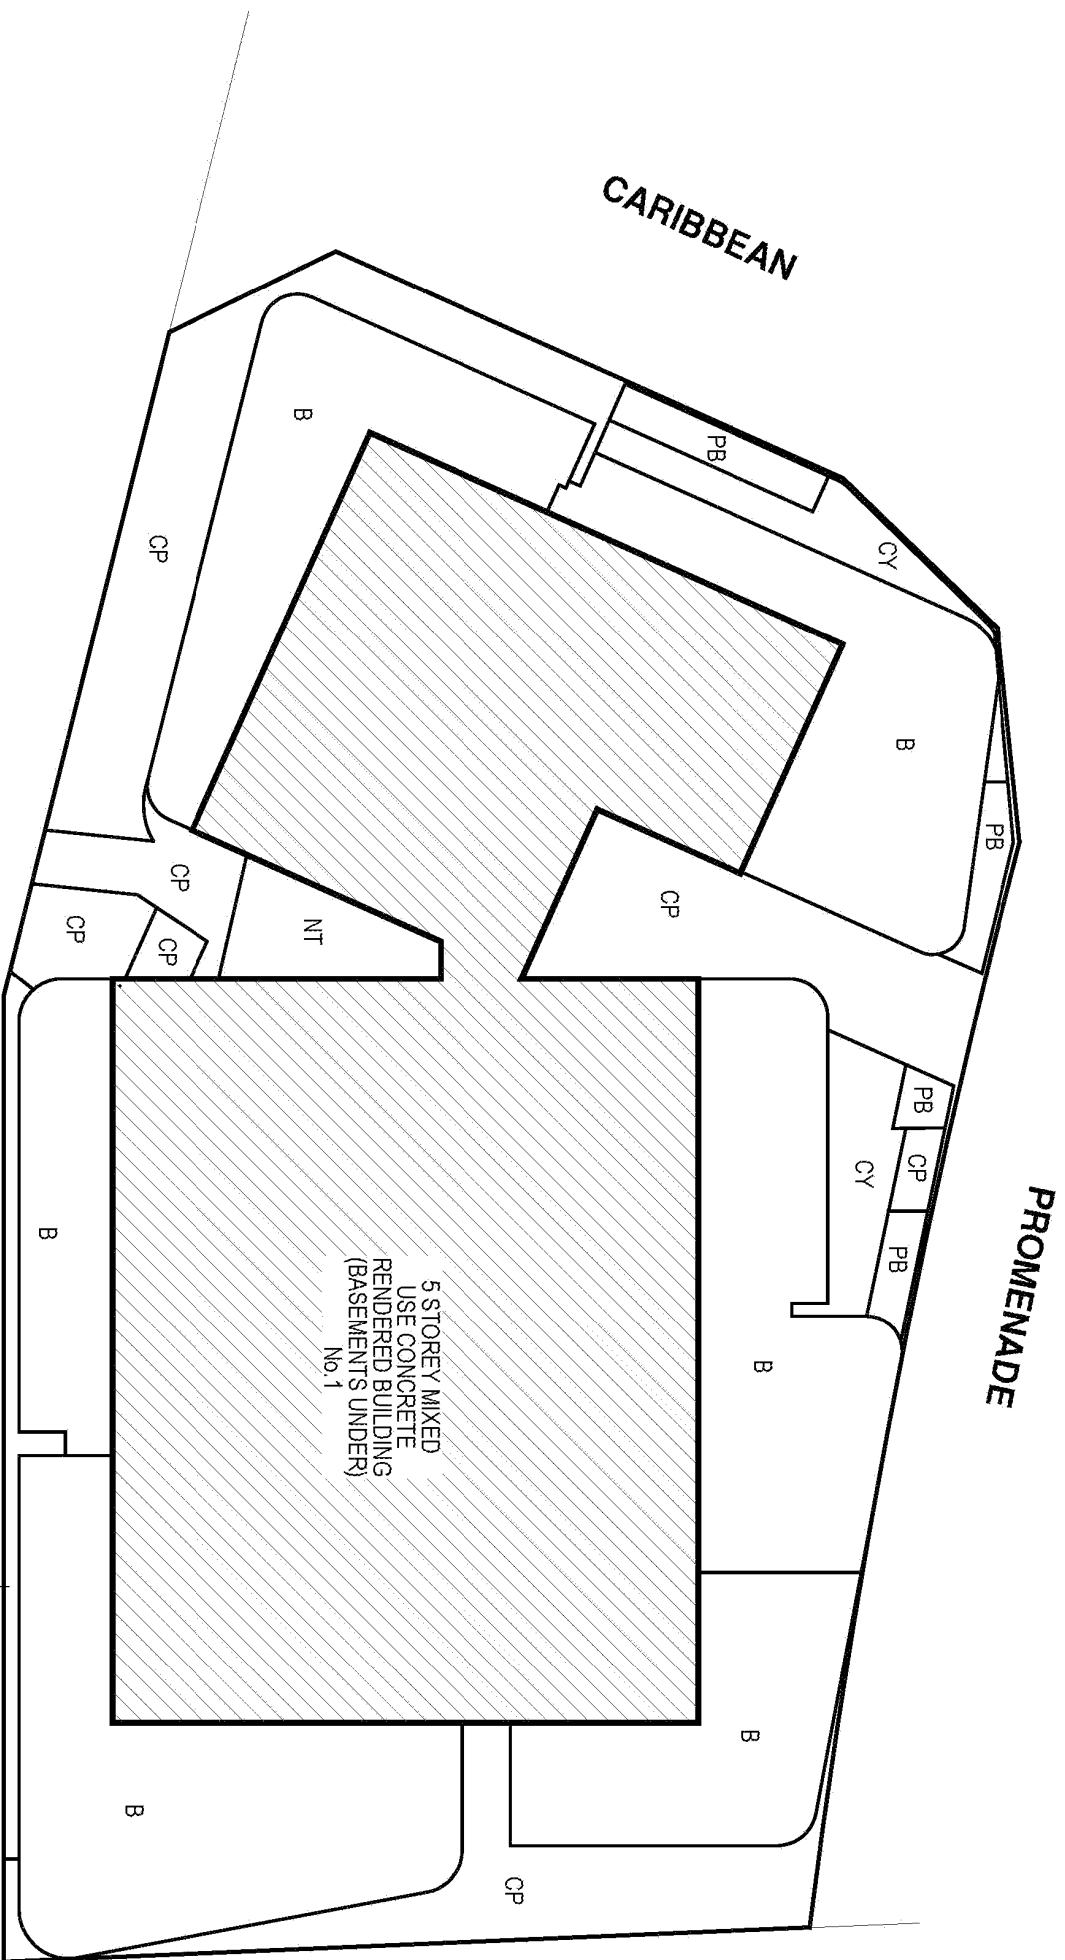 CARIBBEAN
PROMENADE
B
PB
CY
CP
B
PB
CP
CP
NT
CP
CP
PB
CP
CY
PB
B
B
5 STOREY MIXED
USE CONCRETE
RENDERED BUILDING
(BASEMENTS UNDER)
No.1
B
B
CP